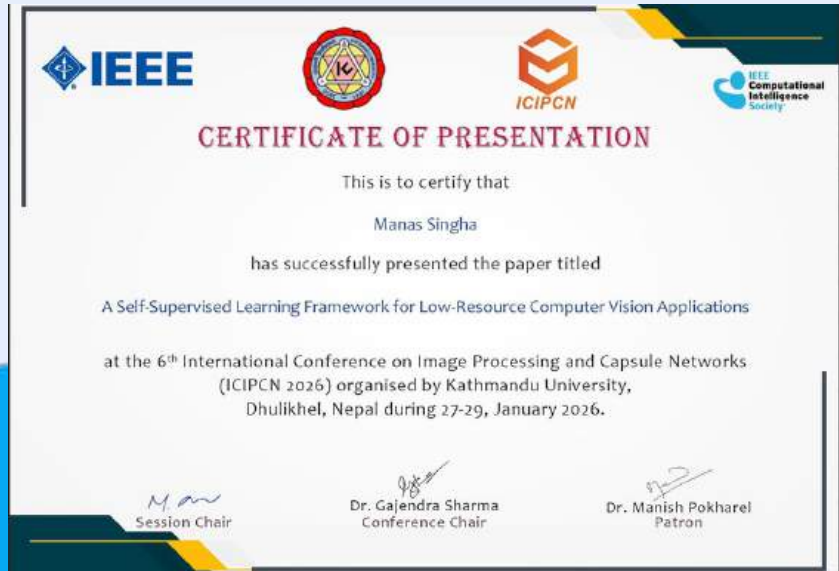 IEEE
KU
ICIPCN
IEEE
Computational
Intelligence
Society
CERTIFICATE OF PRESENTATION
This is to certify that
Manas Singha
has successfully presented the paper titled
A Self-Supervised Learning Framework for Low-Resource Computer Vision Applications
at the 6th International Conference on Image Processing and Capsule Networks
(ICIPCN 2026) organised by Kathmandu University,
Dhulikhel, Nepal during 27-29, January 2026.
Session Chair
Dr. Gajendra Sharma
Conference Chair
Dr. Manish Pokharel
Patron